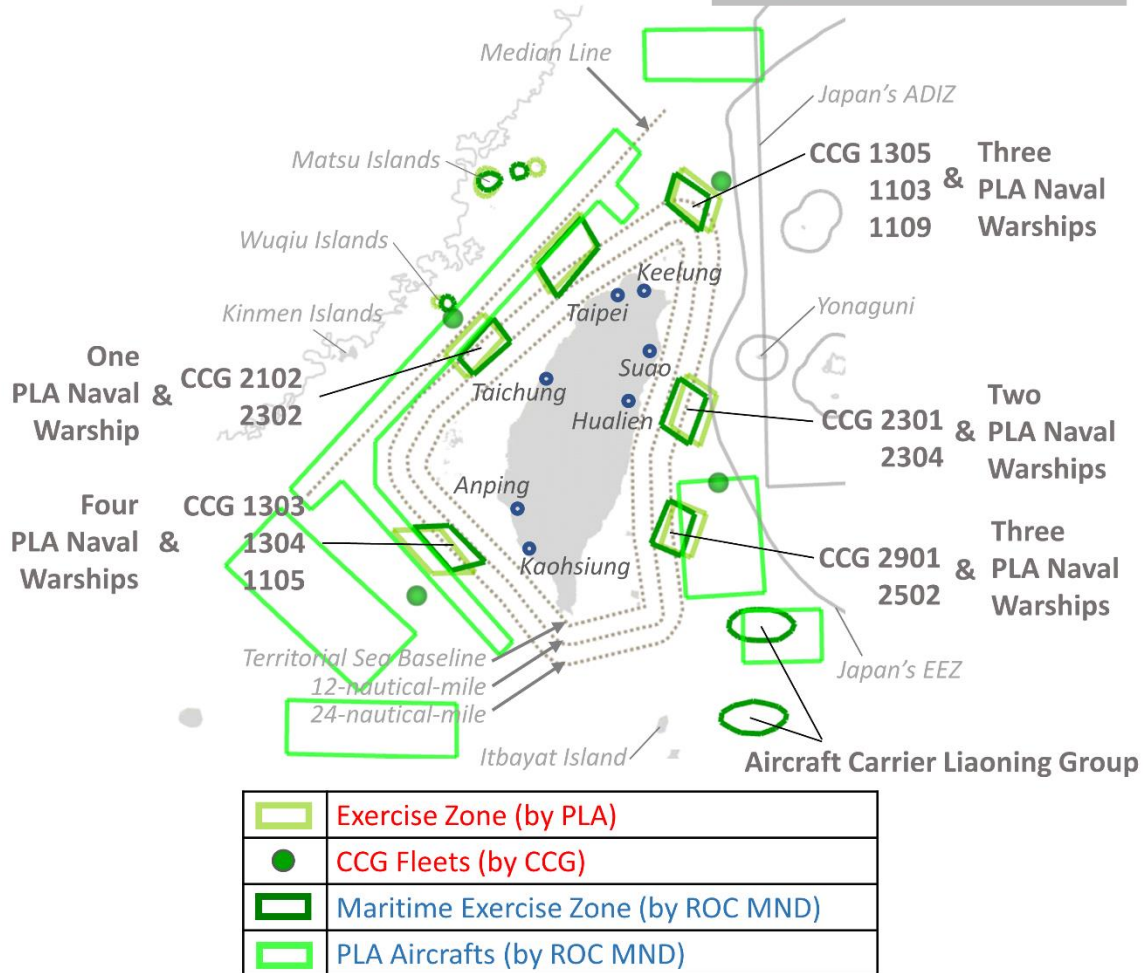 Median Line
Japan's ADIZ
Matsu Islands
CCG 1305
1103
1109
&
Three
PLA Naval
Warships
Wuqiu Islands
Keelung
Kinmen Islands
Taipei
Yonaguni
One
PLA Naval
Warship
&
CCG 2102
2302
Suao
Taichung
Hualien
CCG 2301
2304
&
Two
PLA Naval
Warships
Anping
Four
PLA Naval
Warships
&
CCG 1303
1304
1105
Kaohsiung
CCG 2901
2502
&
Three
PLA Naval
Warships
Territorial Sea Baseline
12-nautical-mile
24-nautical-mile
Japan's EEZ
Itbayat Island
Aircraft Carrier Liaoning Group
Exercise Zone (by PLA)
CCG Fleets (by CCG)
Maritime Exercise Zone (by ROC MND)
PLA Aircrafts (by ROC MND)